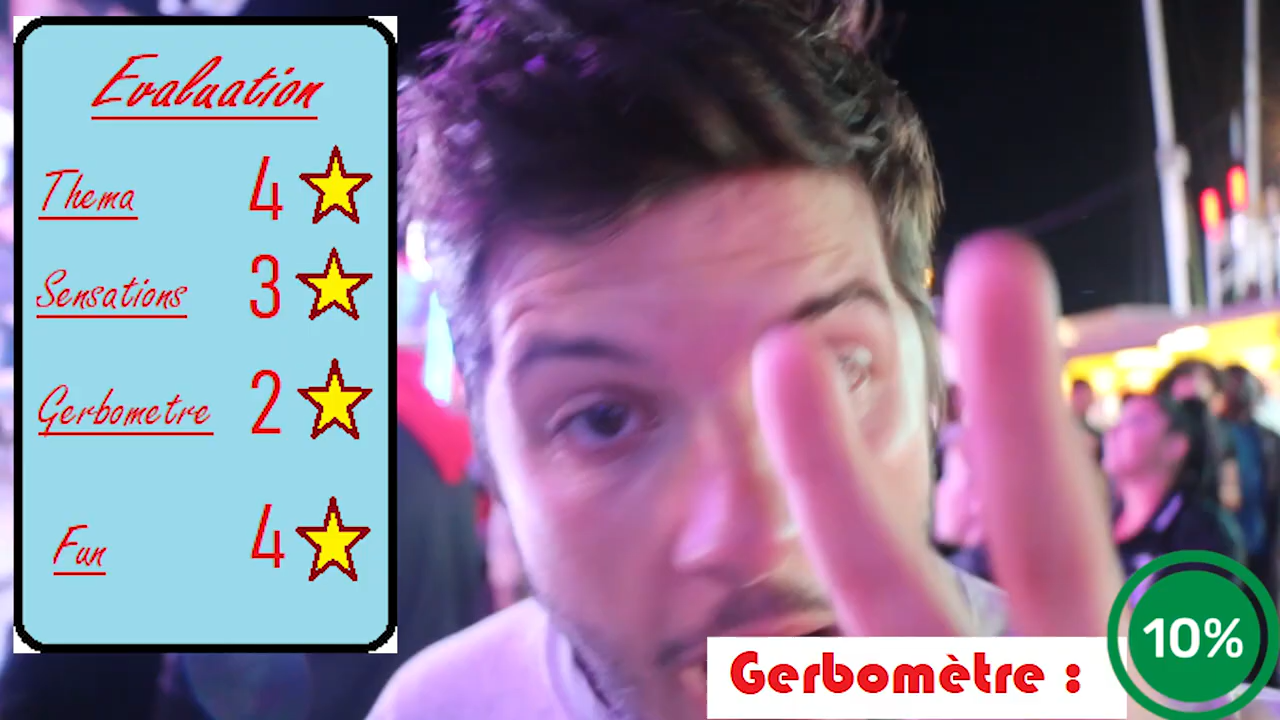 Evaluation
Thema 4
Sensations 3
Gerbometre 2
Fun 4
Gerbomètre : 10%